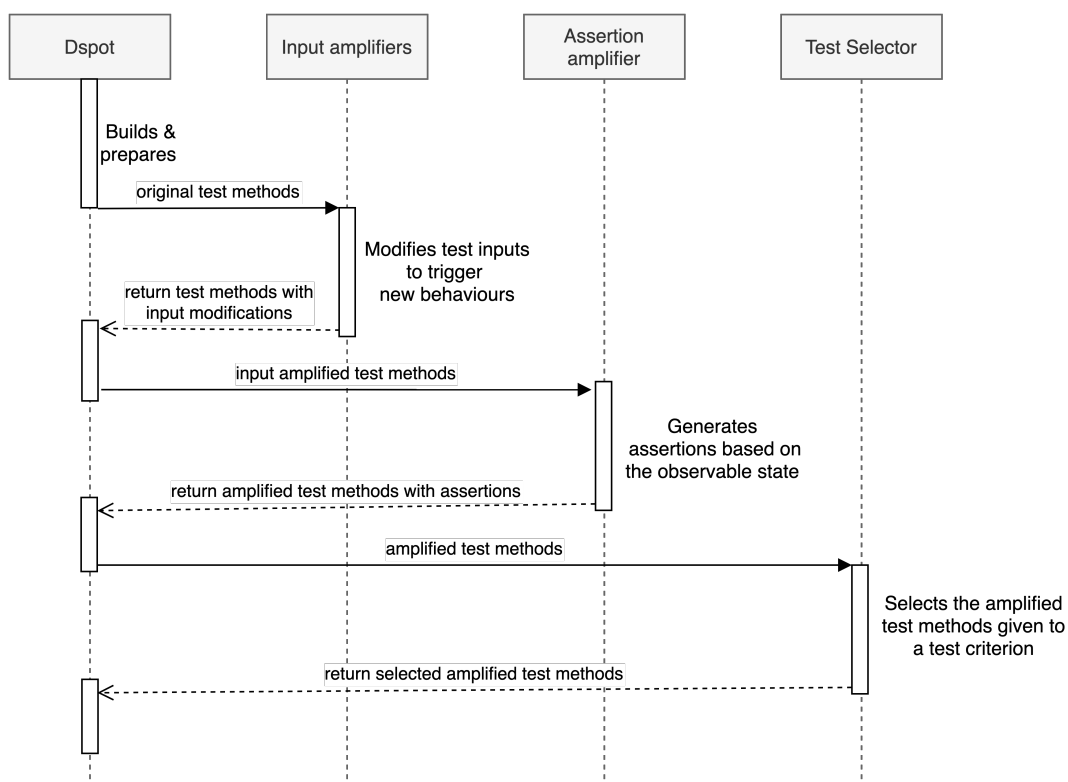 Dspot
Input amplifiers
Assertion
amplifier
Test Selector
Builds &
prepares
original test methods
Modifies test inputs
to trigger
new behaviours
return test methods with
input modifications
input amplified test methods
Generates
assertions based on
the observable state
return amplified test methods with assertions
amplified test methods
Selects the amplified
test methods given to
a test criterion
return selected amplified test methods